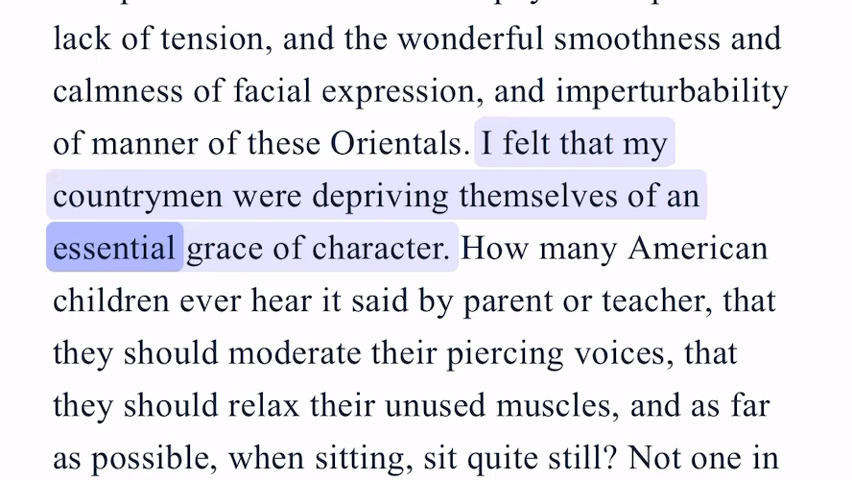 lack of tension, and the wonderful smoothness and
calmness of facial expression, and imperturbability
of manner of these Orientals. I felt that my
countrymen were depriving themselves of an
essential grace of character. How many American
children ever hear it said by parent or teacher, that
they should moderate their piercing voices, that
they should relax their unused muscles, and as far
as possible, when sitting, sit quite still? Not one in